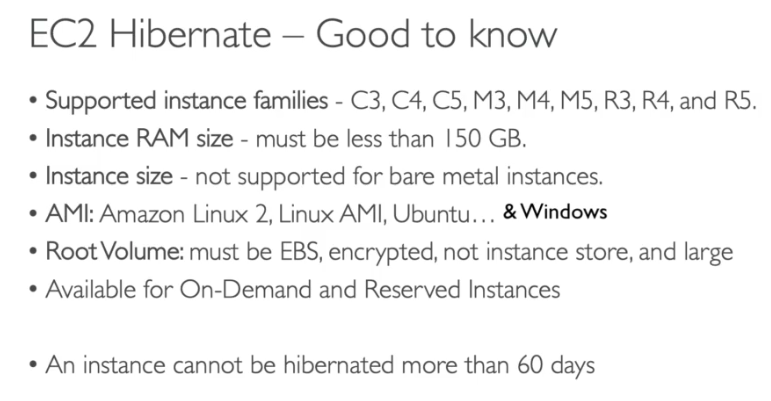 EC2 Hibernate – Good to know
• Supported instance families - C3, C4, C5, M3, M4, M5, R3, R4, and R5.
• Instance RAM size - must be less than 150 GB.
• Instance size - not supported for bare metal instances.
• AMI: Amazon Linux 2, Linux AMI, Ubuntu… & Windows
• Root Volume: must be EBS, encrypted, not instance store, and large
• Available for On-Demand and Reserved Instances
• An instance cannot be hibernated more than 60 days